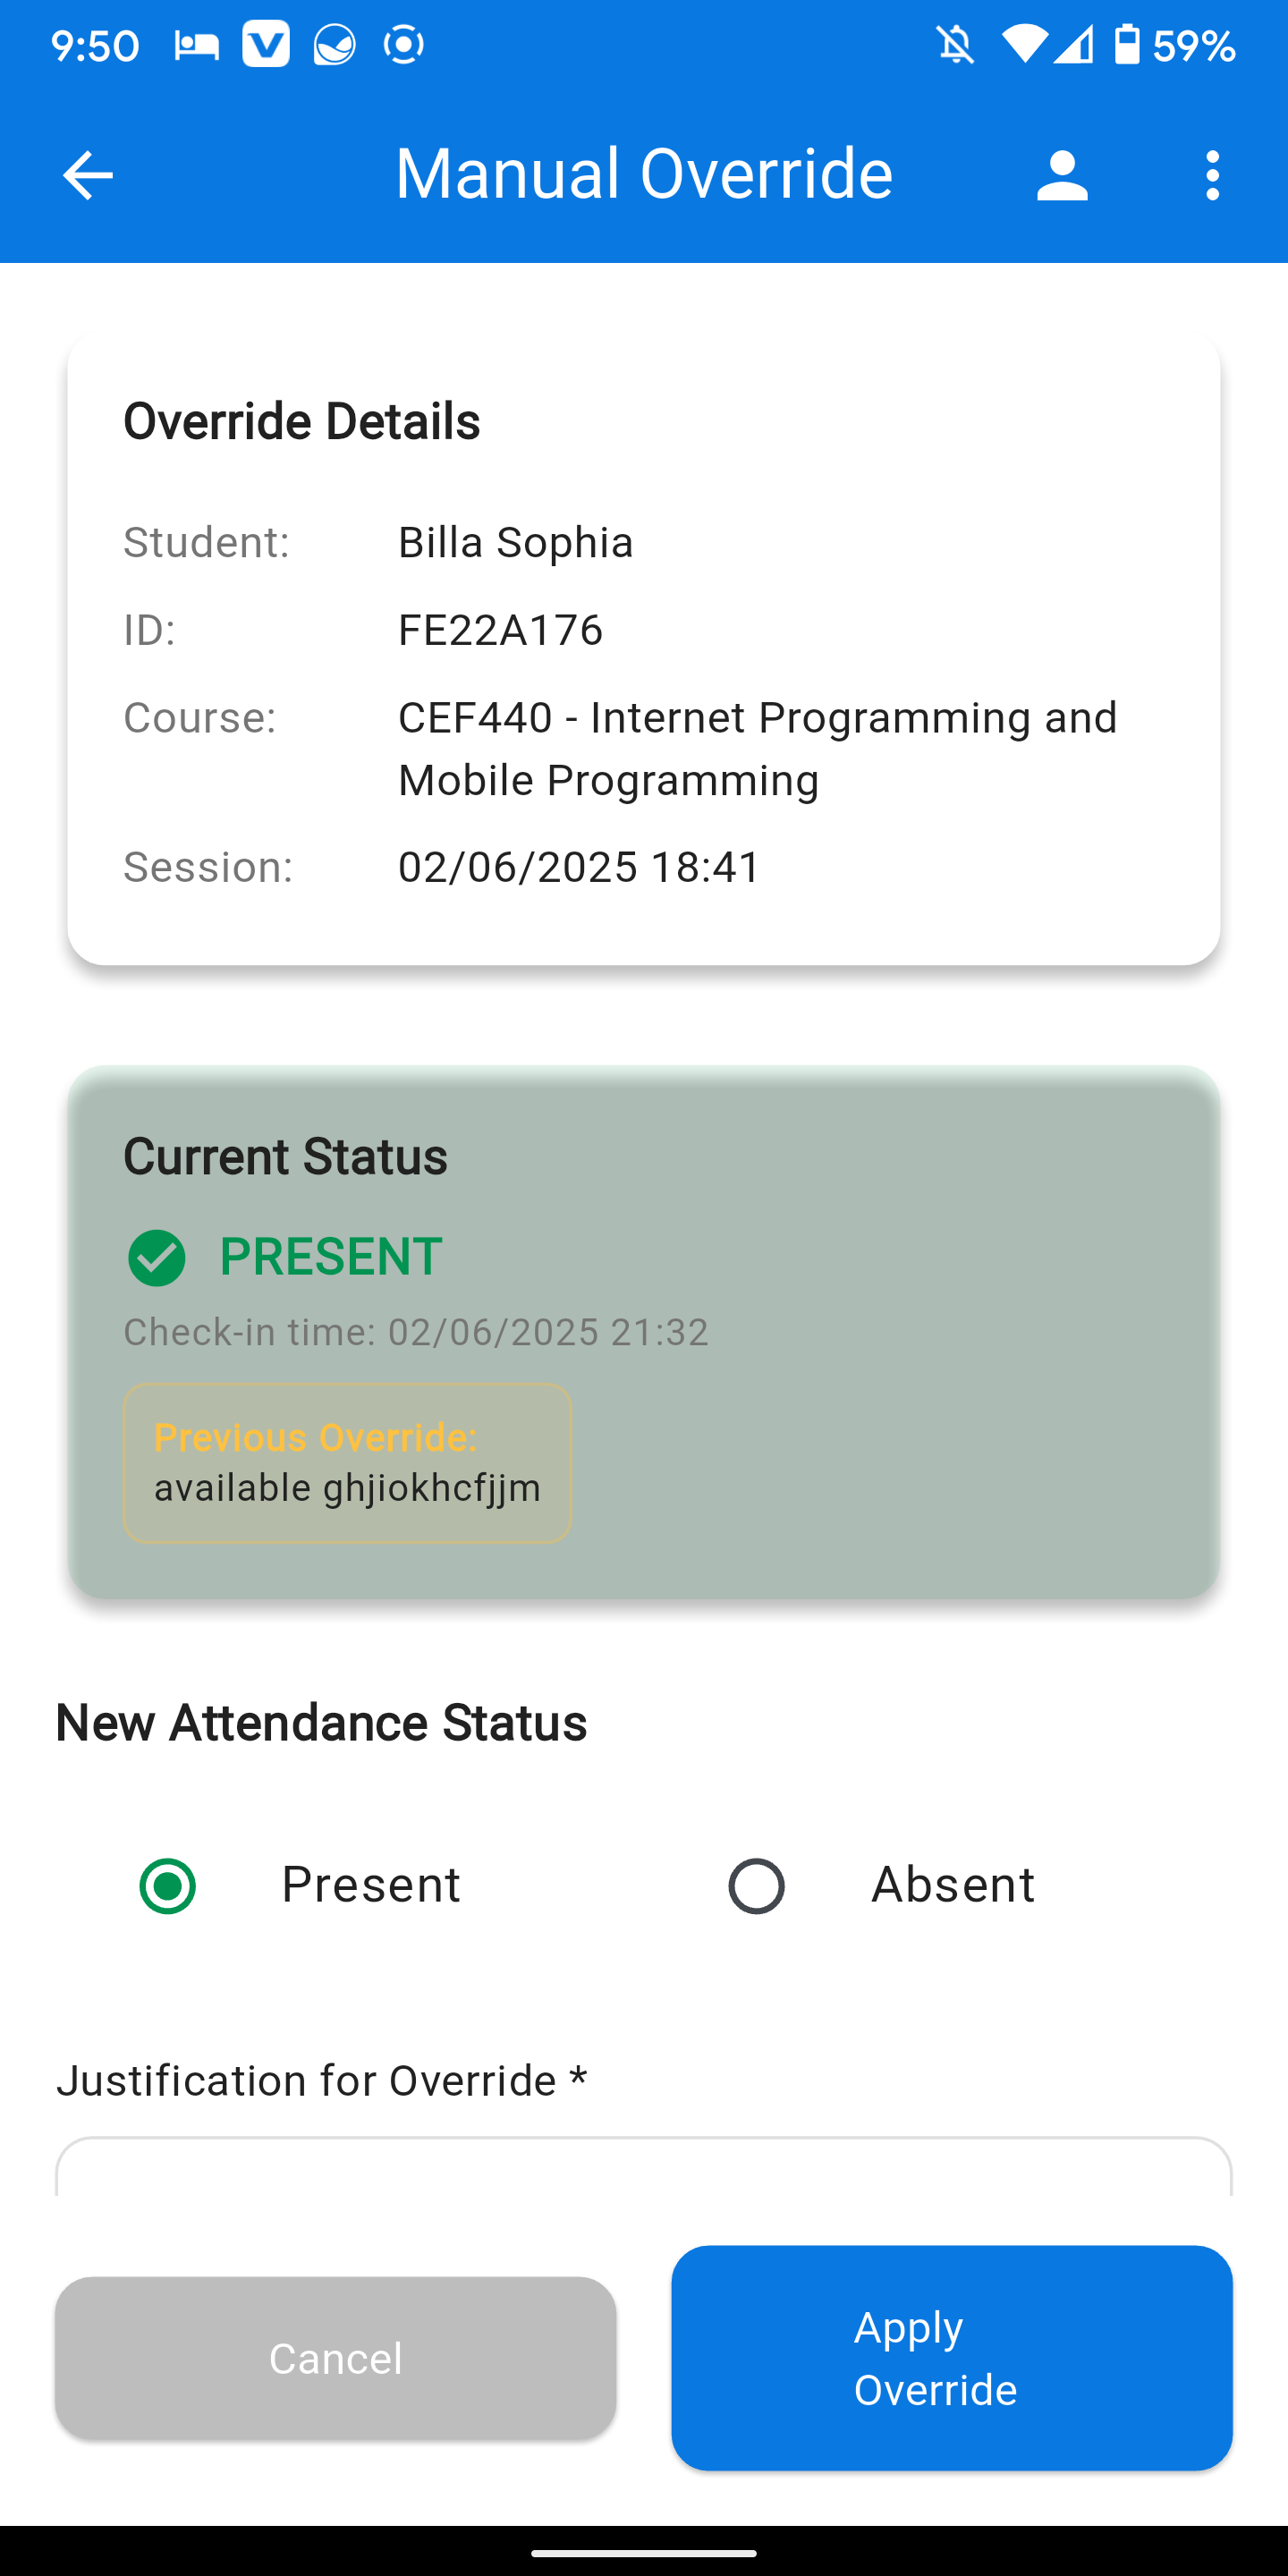 9:50
59%
Manual Override
Override Details
Student: Billa Sophia
ID: FE22A176
Course: CEF440 - Internet Programming and
Mobile Programming
Session: 02/06/2025 18:41
Current Status
PRESENT
Check-in time: 02/06/2025 21:32
Previous Override:
available ghjiokhcfjjm
New Attendance Status
Present
Absent
Justification for Override *
Cancel
Apply
Override